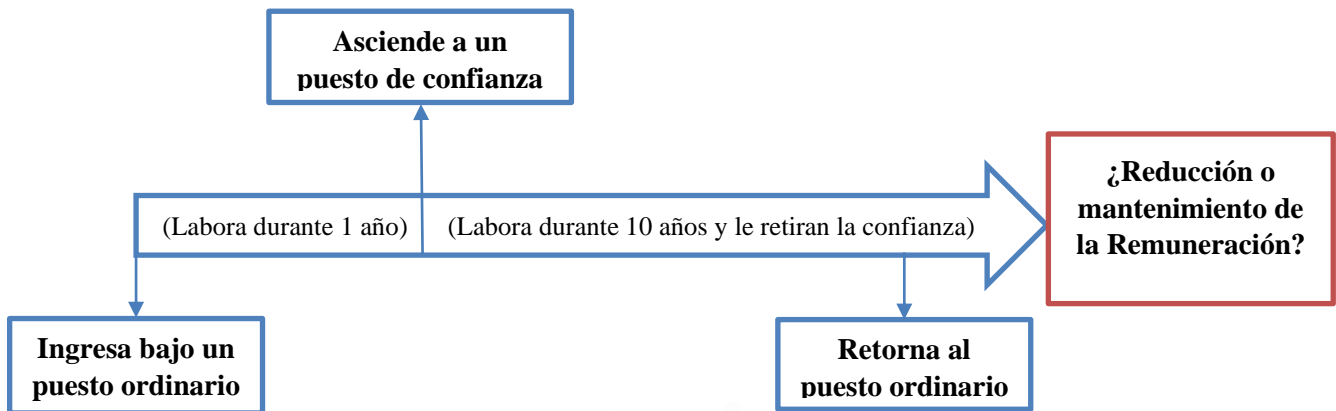 Asciende a un
puesto de confianza
¿Reducción o
mantenimiento de
la Remuneración?
(Labora durante 1 año)
(Labora durante 10 años y le retiran la confianza)
Ingresa bajo un
puesto ordinario
Retorna al
puesto ordinario